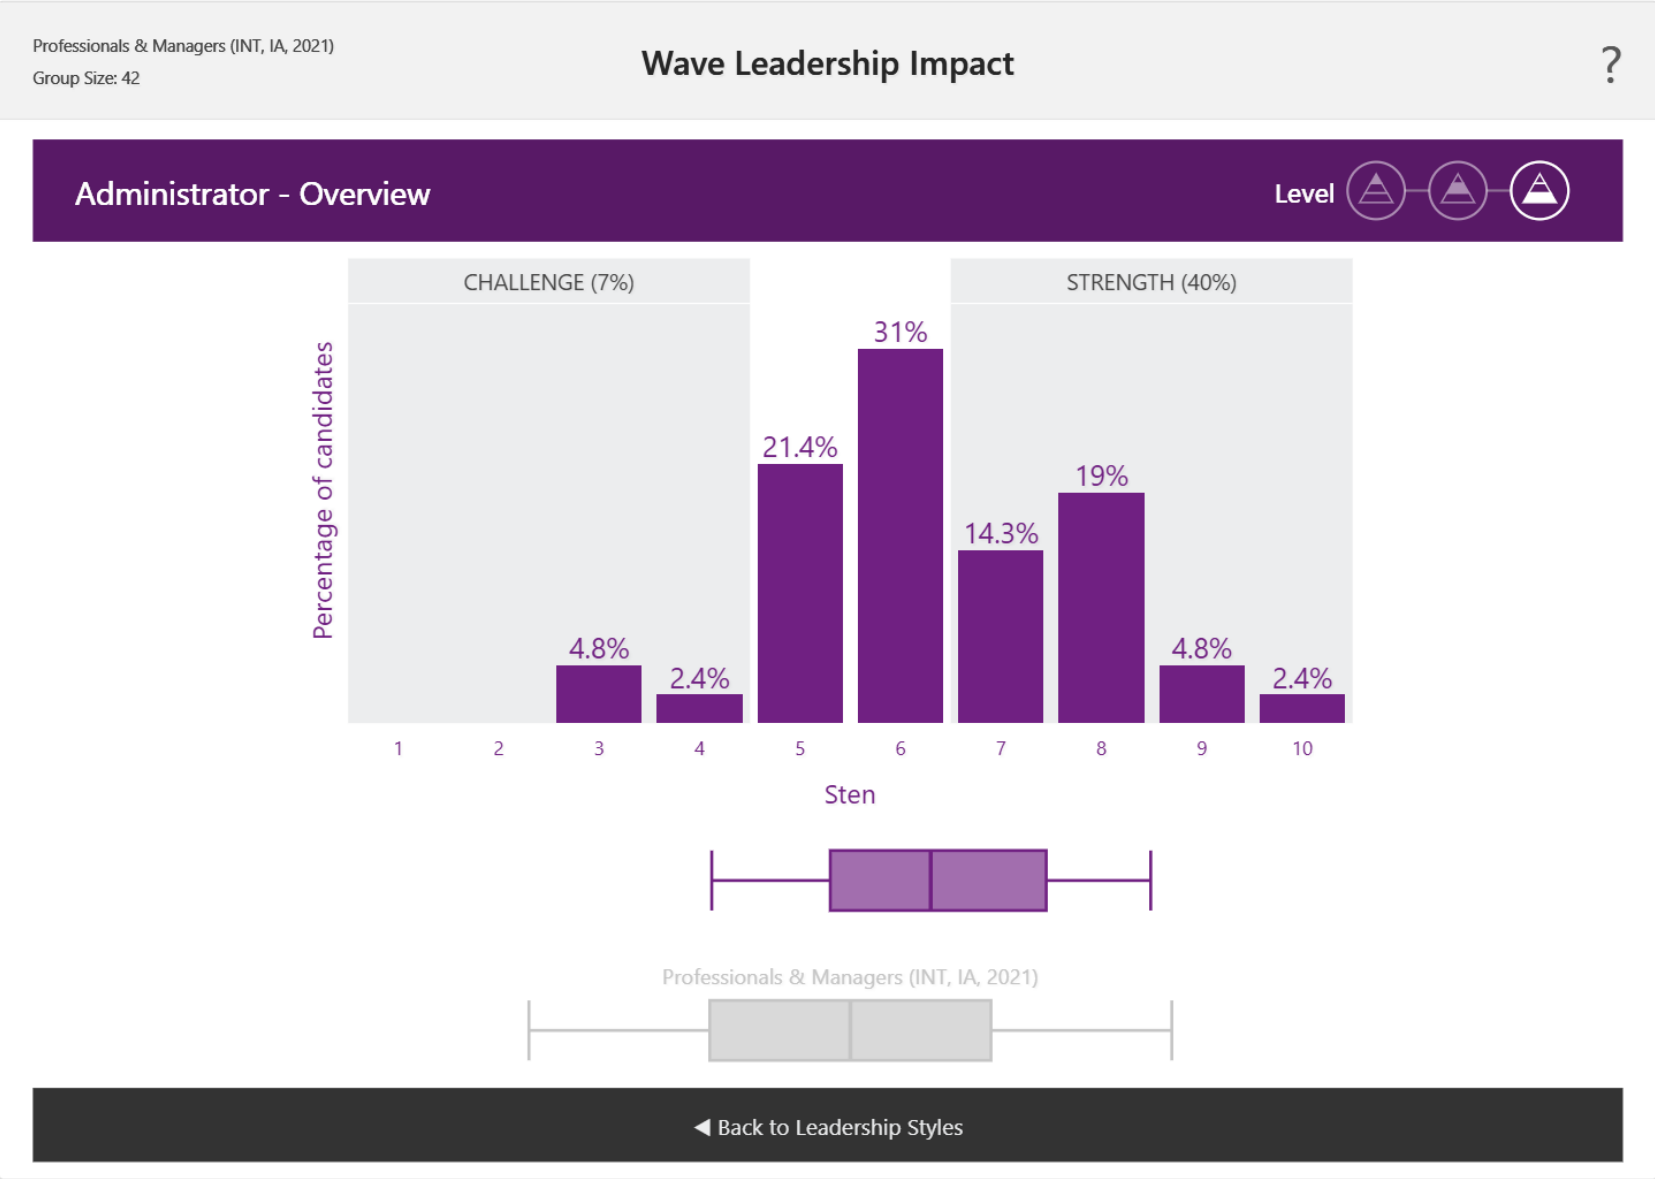 Professionals & Managers (INT, IA, 2021)
Group Size: 42
Wave Leadership Impact
?
Administrator - Overview
Level
CHALLENGE (7%)
STRENGTH (40%)
Percentage of candidates
31%
21.4%
19%
14.3%
4.8%
2.4%
4.8%
2.4%
1 2 3 4 5 6 7 8 9 10
Sten
Professionals & Managers (INT, IA, 2021)
Back to Leadership Styles